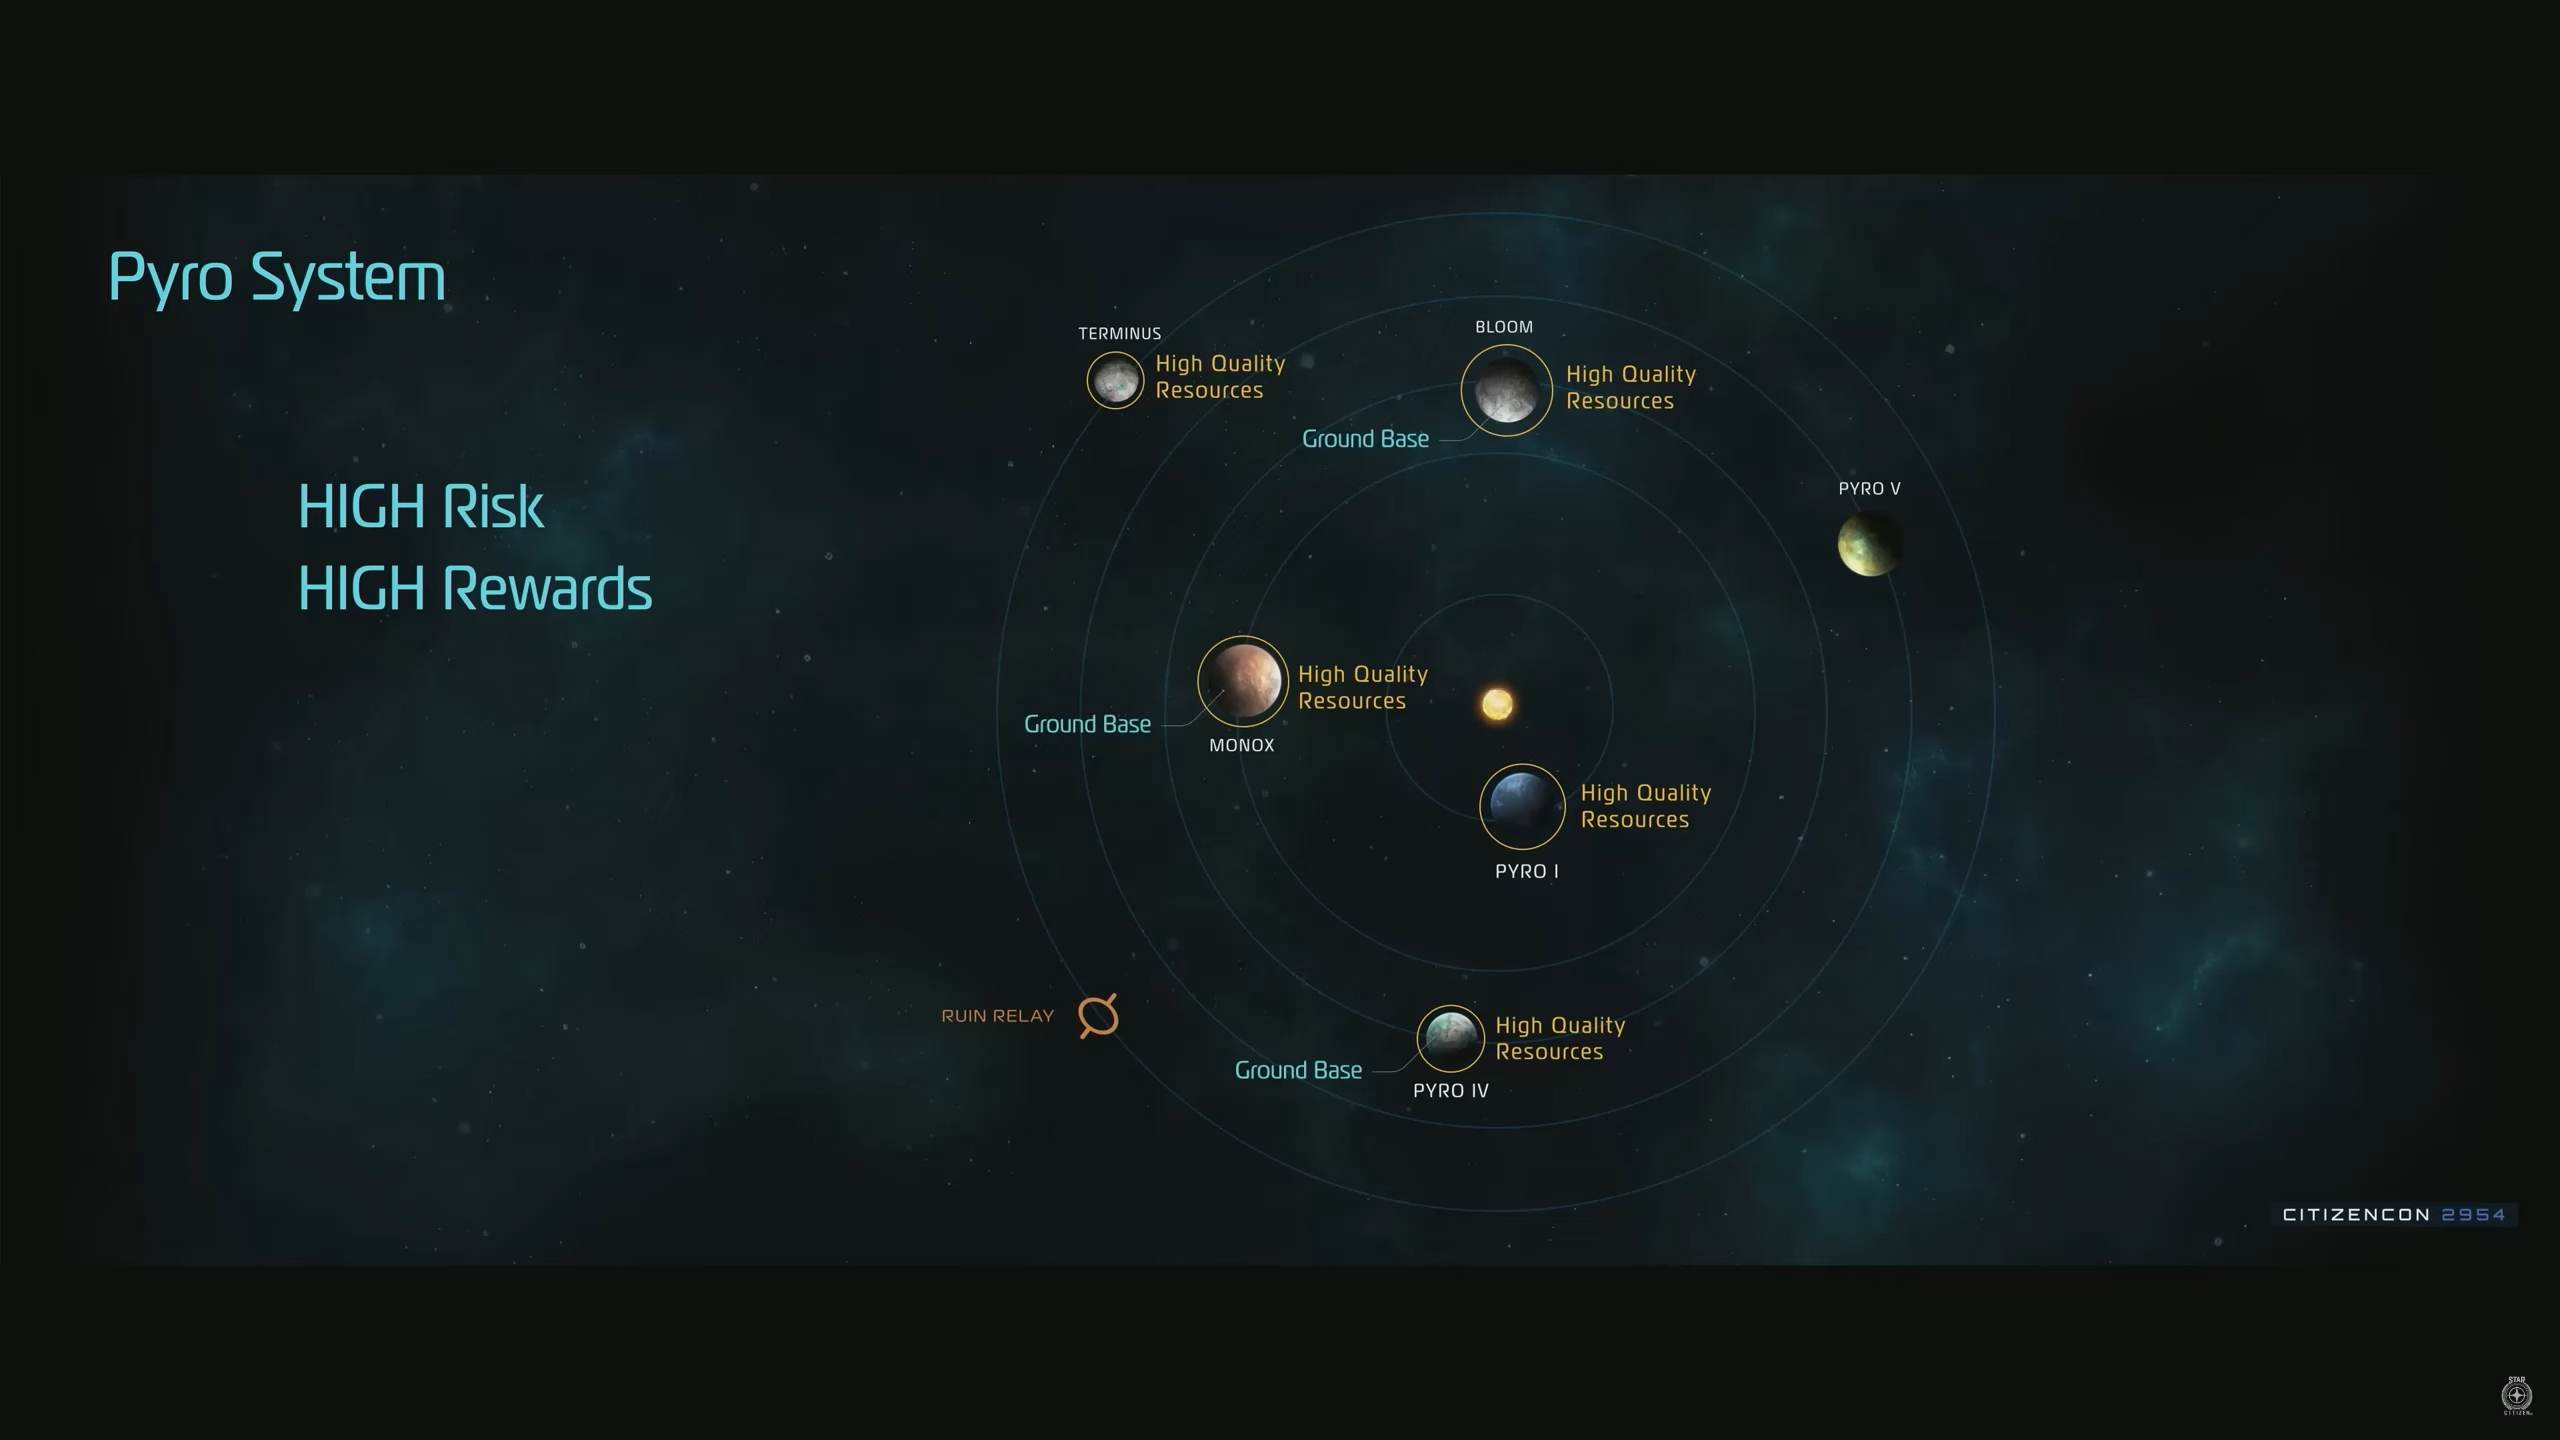 Pyro System
HIGH Risk
HIGH Rewards
TERMINUS
High Quality
Resources
BLOOM
High Quality
Resources
Ground Base
PYRO V
High Quality
Resources
Ground Base
MONOX
High Quality
Resources
PYRO I
RUIN RELAY
High Quality
Resources
Ground Base
PYRO IV
CITIZENCON 2954
STAR
CITIZEN